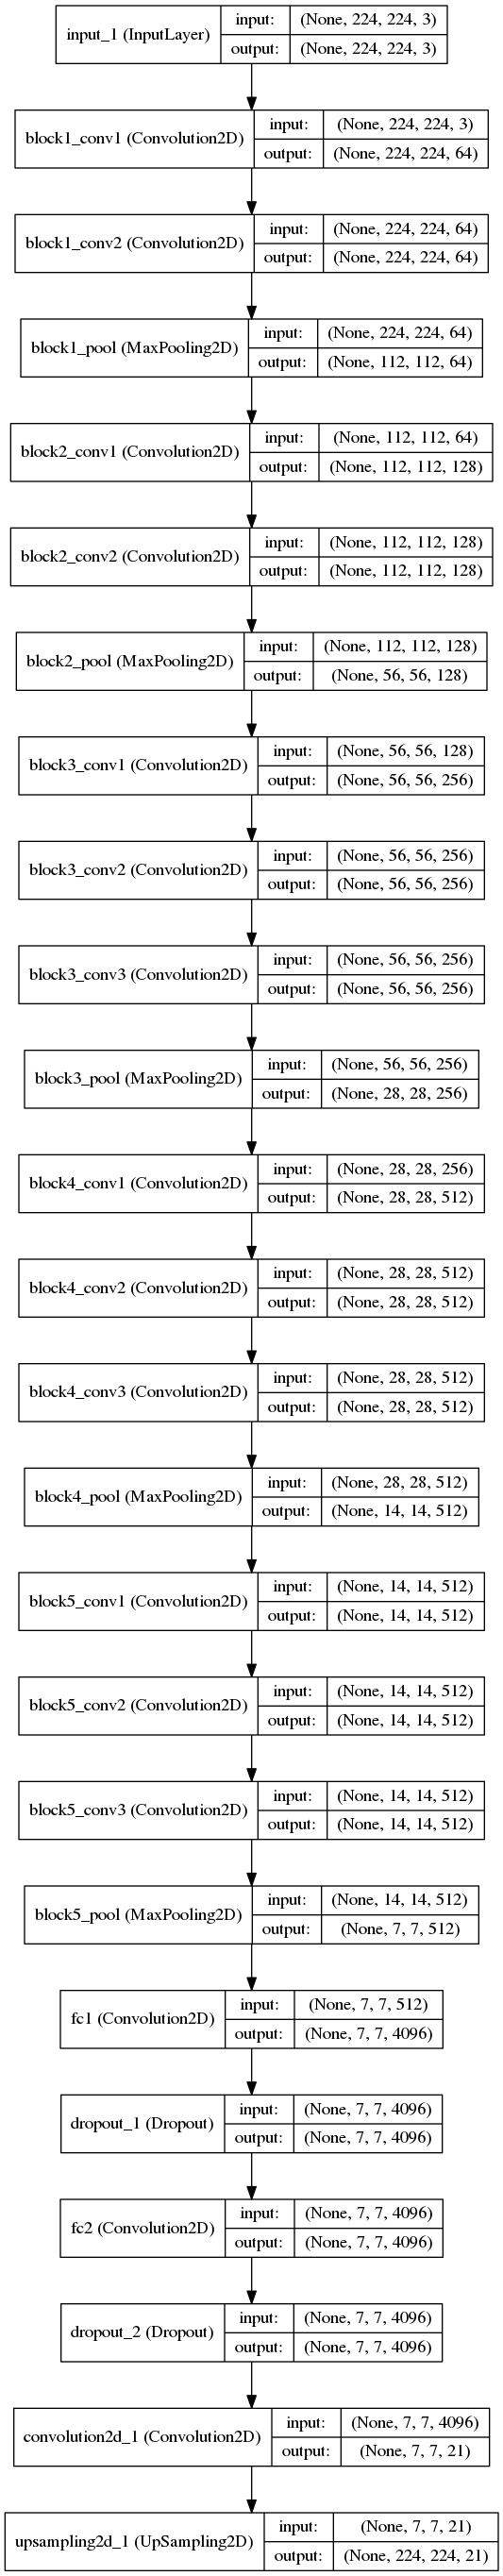 input_1 (InputLayer)
input:
(None, 224, 224, 3)
output:
(None, 224, 224, 3)
block1_conv1 (Convolution2D)
input:
(None, 224, 224, 3)
output:
(None, 224, 224, 64)
block1_conv2 (Convolution2D)
input:
(None, 224, 224, 64)
output:
(None, 224, 224, 64)
block1_pool (MaxPooling2D)
input:
(None, 224, 224, 64)
output:
(None, 112, 112, 64)
block2_conv1 (Convolution2D)
input:
(None, 112, 112, 64)
output:
(None, 112, 112, 128)
block2_conv2 (Convolution2D)
input:
(None, 112, 112, 128)
output:
(None, 112, 112, 128)
block2_pool (MaxPooling2D)
input:
(None, 112, 112, 128)
output:
(None, 56, 56, 128)
block3_conv1 (Convolution2D)
input:
(None, 56, 56, 128)
output:
(None, 56, 56, 256)
block3_conv2 (Convolution2D)
input:
(None, 56, 56, 256)
output:
(None, 56, 56, 256)
block3_conv3 (Convolution2D)
input:
(None, 56, 56, 256)
output:
(None, 56, 56, 256)
block3_pool (MaxPooling2D)
input:
(None, 56, 56, 256)
output:
(None, 28, 28, 256)
block4_conv1 (Convolution2D)
input:
(None, 28, 28, 256)
output:
(None, 28, 28, 512)
block4_conv2 (Convolution2D)
input:
(None, 28, 28, 512)
output:
(None, 28, 28, 512)
block4_conv3 (Convolution2D)
input:
(None, 28, 28, 512)
output:
(None, 28, 28, 512)
block4_pool (MaxPooling2D)
input:
(None, 28, 28, 512)
output:
(None, 14, 14, 512)
block5_conv1 (Convolution2D)
input:
(None, 14, 14, 512)
output:
(None, 14, 14, 512)
block5_conv2 (Convolution2D)
input:
(None, 14, 14, 512)
output:
(None, 14, 14, 512)
block5_conv3 (Convolution2D)
input:
(None, 14, 14, 512)
output:
(None, 14, 14, 512)
block5_pool (MaxPooling2D)
input:
(None, 14, 14, 512)
output:
(None, 7, 7, 512)
fc1 (Convolution2D)
input:
(None, 7, 7, 512)
output:
(None, 7, 7, 4096)
dropout_1 (Dropout)
input:
(None, 7, 7, 4096)
output:
(None, 7, 7, 4096)
fc2 (Convolution2D)
input:
(None, 7, 7, 4096)
output:
(None, 7, 7, 4096)
dropout_2 (Dropout)
input:
(None, 7, 7, 4096)
output:
(None, 7, 7, 4096)
convolution2d_1 (Convolution2D)
input:
(None, 7, 7, 4096)
output:
(None, 7, 7, 21)
upsampling2d_1 (UpSampling2D)
input:
(None, 7, 7, 21)
output:
(None, 224, 224, 21)